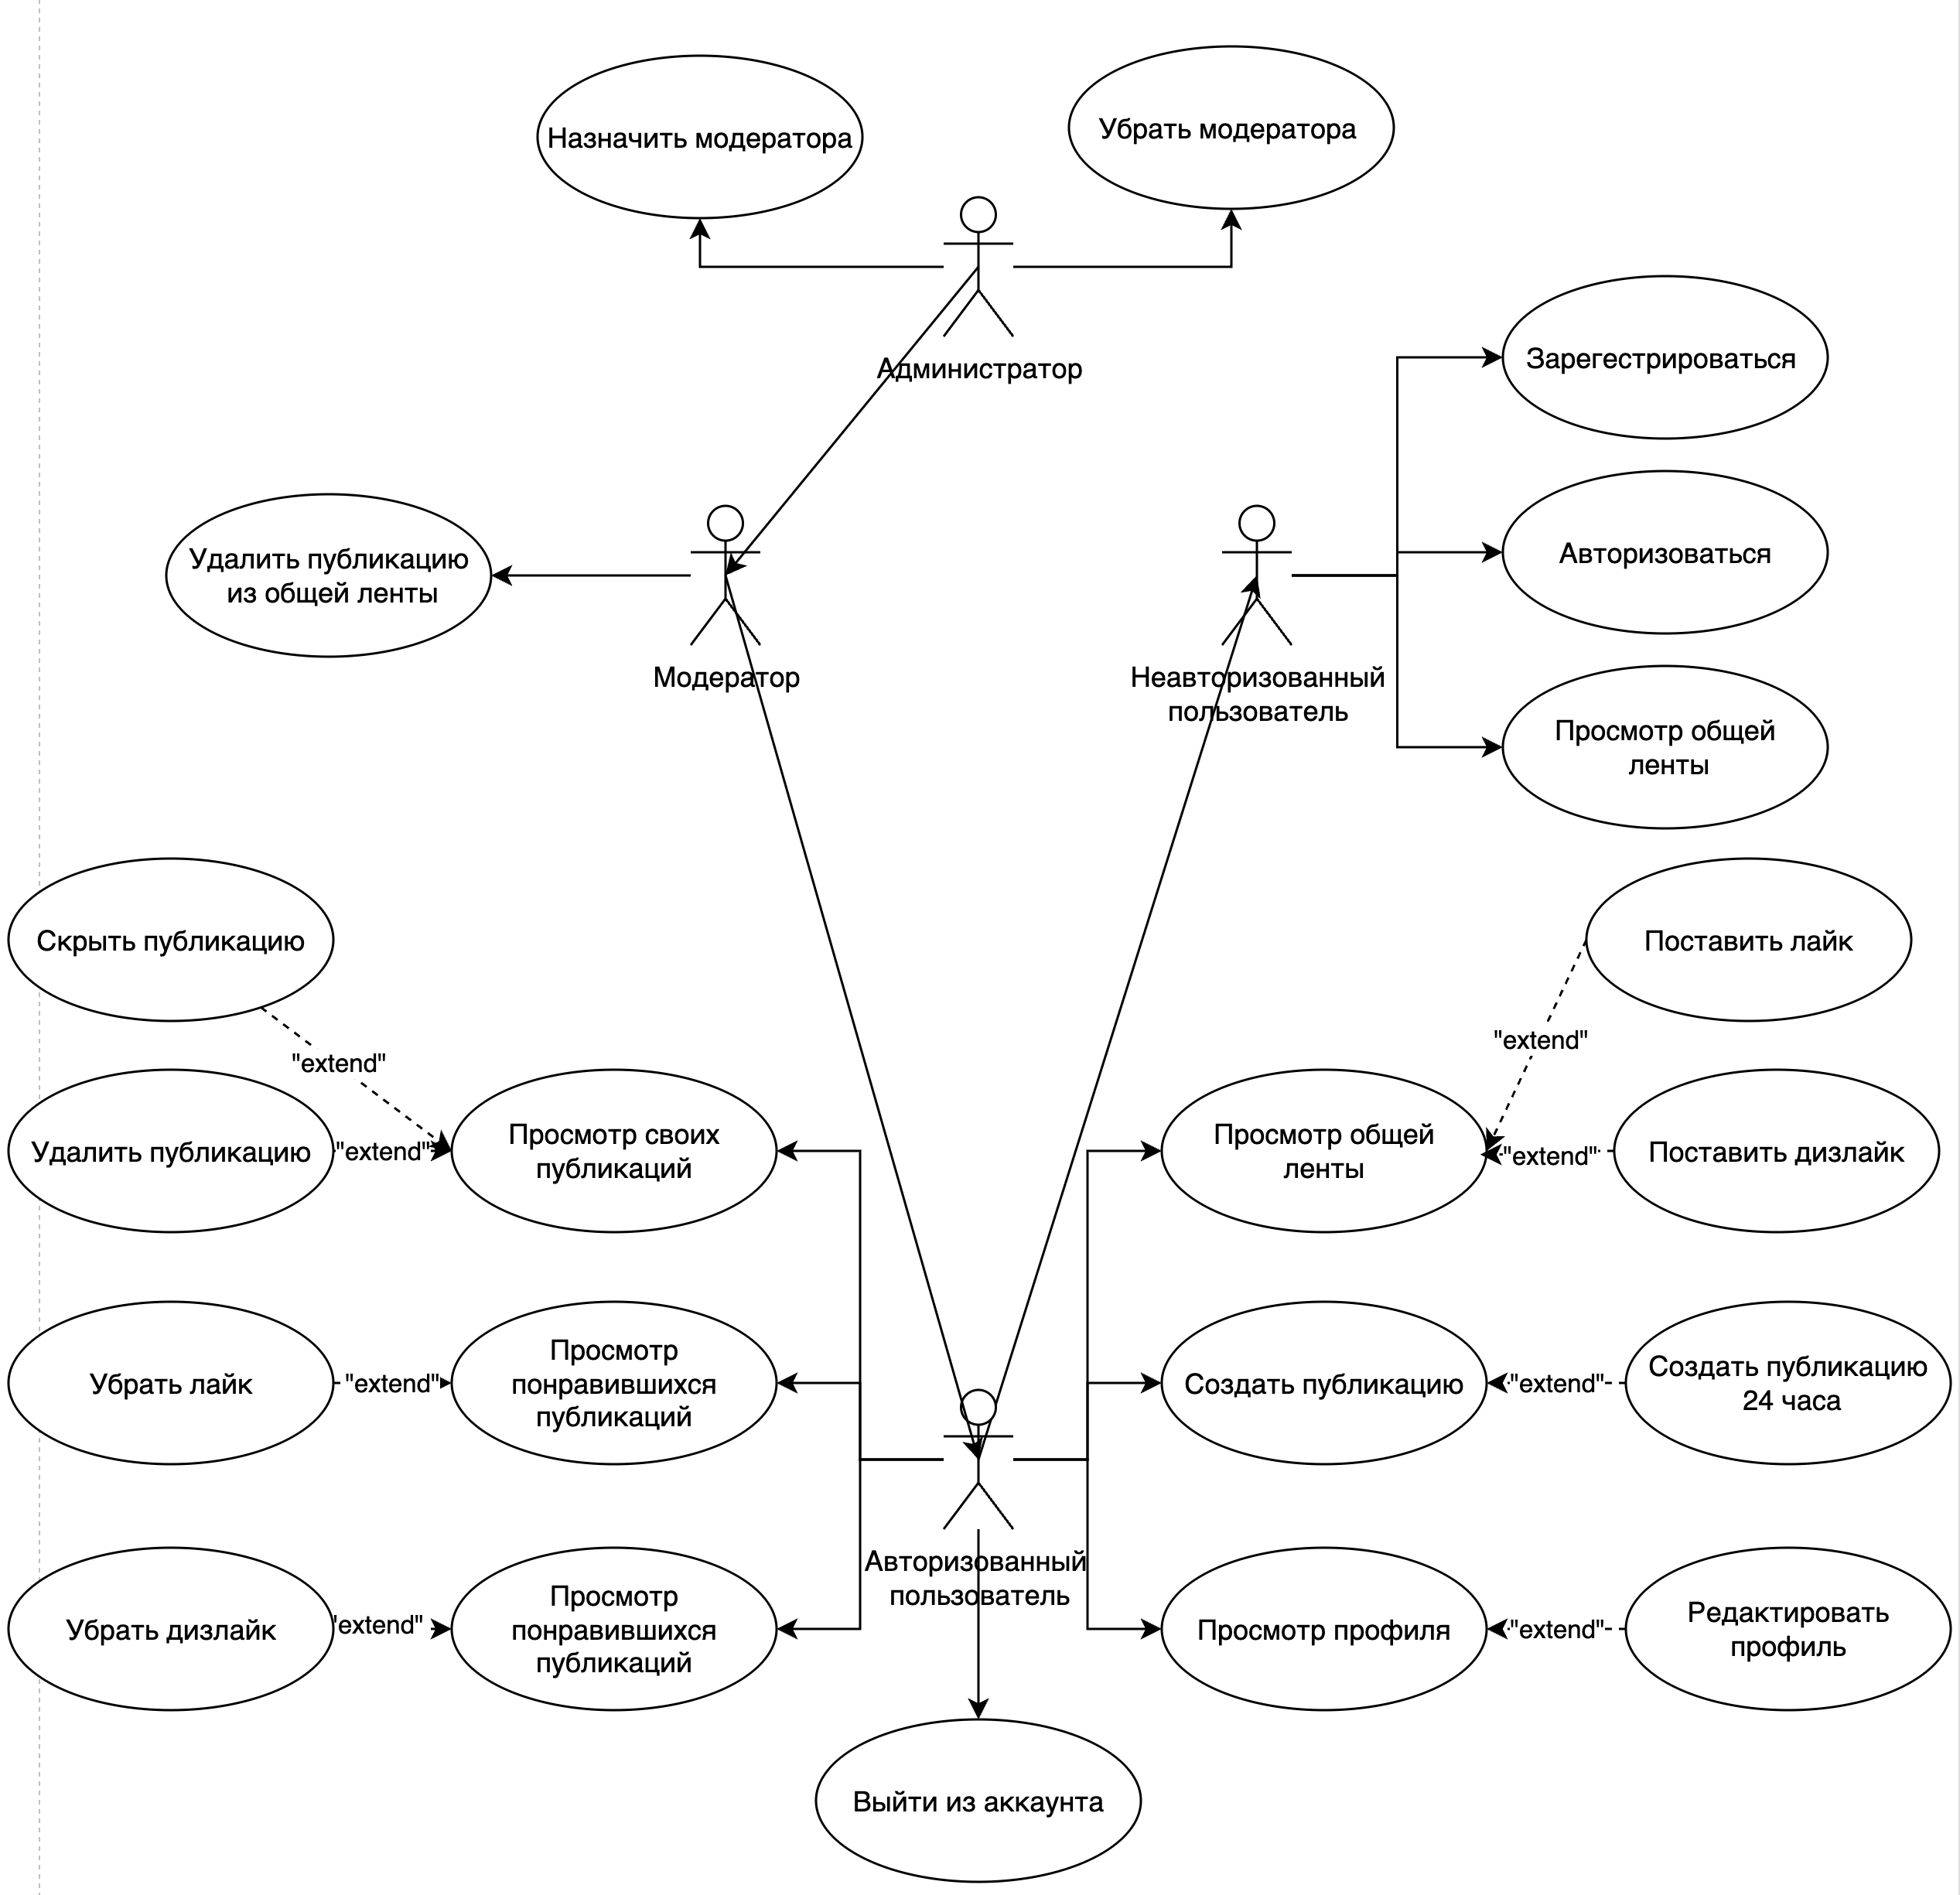 Назначить модератора
Убрать модератора
Администратор
Зарегестрироваться
Удалить публикацию
из общей ленты
Авторизоваться
Модератор
Неавторизованный
пользователь
Просмотр общей
ленты
Скрыть публикацию
Поставить лайк
"extend"
"extend"
Удалить публикацию
"extend"
Просмотр своих
публикаций
Просмотр общей
ленты
"extend"
Поставить дизлайк
Убрать лайк
"extend"
Просмотр
понравившихся
публикаций
Создать публикацию
"extend"
Создать публикацию
24 часа
Авторизованный
пользователь
Убрать дизлайк
"extend"
Просмотр
понравившихся
публикаций
Просмотр профиля
"extend"
Редактировать
профиль
Выйти из аккаунта